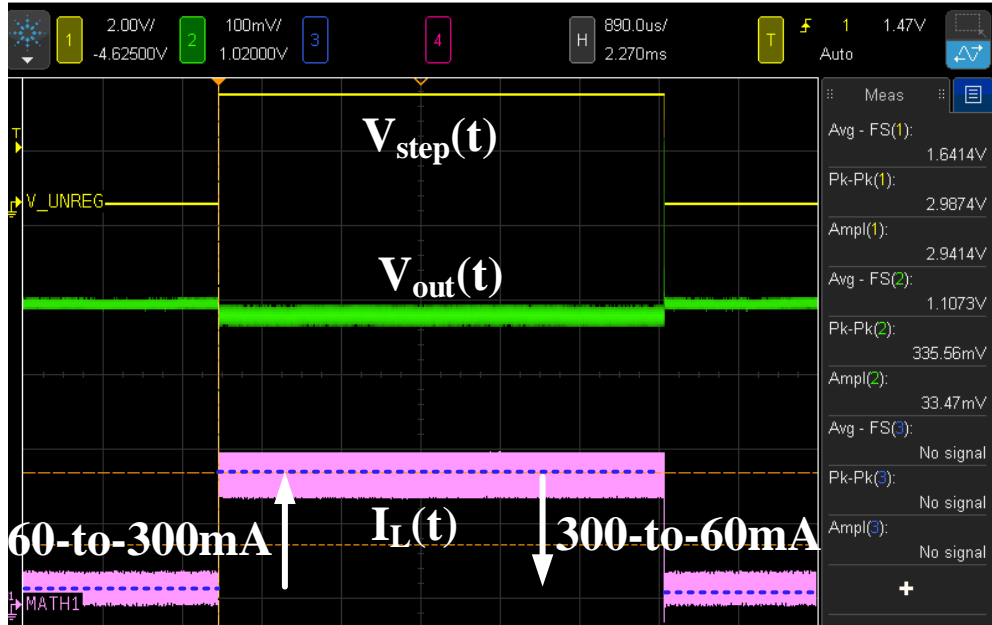 1 2.00V/ 2 100mV/ 3 4 H 890.0us/ T 1 1.47V
-4.62500V 1.02000V 2.270ms Auto
Meas
Avg - FS(1):
1.6414V
Pk-Pk(1):
2.9874V
Ampl(1):
2.9414V
Avg - FS(2):
1.1073V
Pk-Pk(2):
335.56mV
Ampl(2):
33.47mV
Avg - FS(3):
No signal
Pk-Pk(3):
No signal
Ampl(3):
No signal
+
T
Vstep(t)
V_UNREG
Vout(t)
60-to-300mA
IL(t)
300-to-60mA
1
MATH1